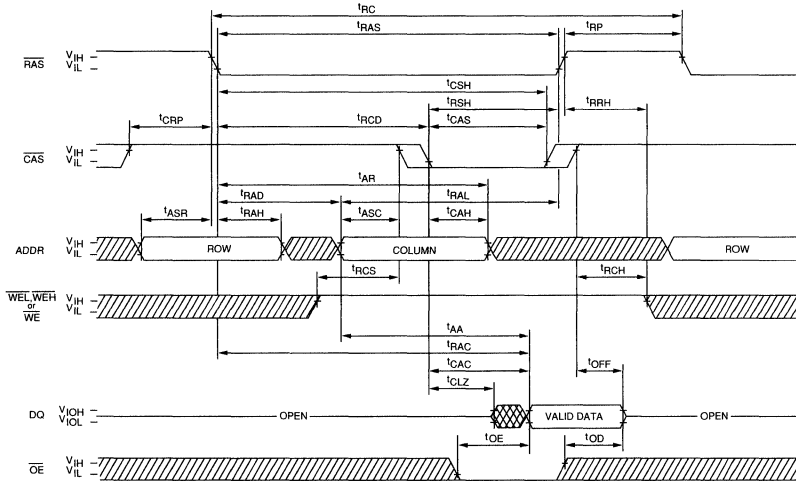 tRC
tRAS
tRP
RAS
VIH
VIL
tCSH
tRSH
tRRH
tCRP
tRCD
tCAS
CAS
VIH
VIL
tAR
tRAD
tRAL
tASR
tRAH
tASC
tCAH
ADDR
VIH
VIL
ROW
COLUMN
ROW
tRCS
tRCH
WEL,WEH
or
WE
VIH
VIL
tAA
tRAC
tCAC
tOFF
tCLZ
DQ
VIOH
VIOL
OPEN
VALID DATA
OPEN
tOE
tOD
OE
VIH
VIL